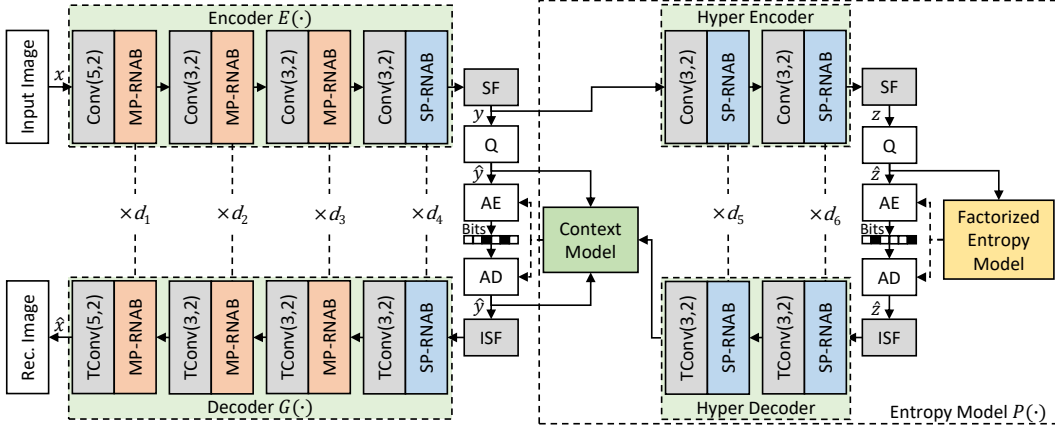 Encoder E(·)
Hyper Encoder
Input Image
x
Conv(5,2)
MP-RNAB
Conv(3,2)
MP-RNAB
Conv(3,2)
MP-RNAB
Conv(3,2)
SP-RNAB
SF
y
Q
ŷ
AE
Bits
AD
ŷ
ISF
Conv(3,2)
SP-RNAB
Conv(3,2)
SP-RNAB
SF
z
Q
ẑ
AE
Bits
AD
ẑ
ISF
×d₁
×d₂
×d₃
×d₄
×d₅
×d₆
Context
Model
Factorized
Entropy
Model
Rec. Image
x̂
TConv(5,2)
MP-RNAB
TConv(3,2)
MP-RNAB
TConv(3,2)
MP-RNAB
TConv(3,2)
SP-RNAB
TConv(3,2)
SP-RNAB
TConv(3,2)
SP-RNAB
Decoder G(·)
Hyper Decoder
Entropy Model P(·)